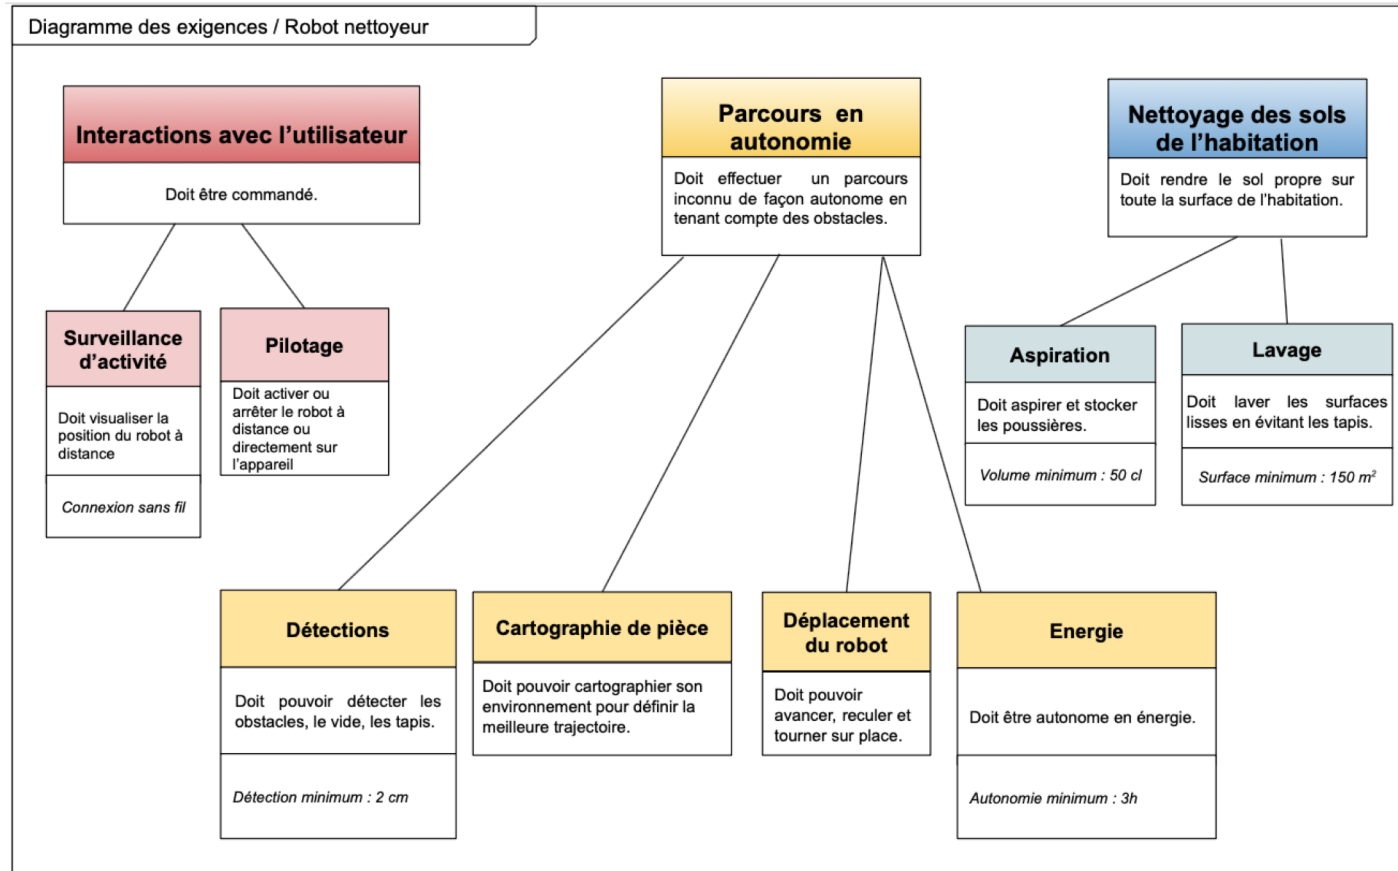 Diagramme des exigences / Robot nettoyeur
Interactions avec l'utilisateur
Doit être commandé.
Parcours en
autonomie
Doit effectuer un parcours
inconnu de façon autonome en
tenant compte des obstacles.
Nettoyage des sols
de l'habitation
Doit rendre le sol propre sur
toute la surface de l'habitation.
Surveillance
d'activité
Doit visualiser la
position du robot à
distance
Connexion sans fil
Pilotage
Doit activer ou
arrêter le robot à
distance ou
directement sur
l'appareil
Aspiration
Doit aspirer et stocker
les poussières.
Volume minimum : 50 cl
Lavage
Doit laver les surfaces
lisses en évitant les tapis.
Surface minimum : 150 m²
Détections
Doit pouvoir détecter les
obstacles, le vide, les tapis.
Détection minimum : 2 cm
Cartographie de pièce
Doit pouvoir cartographier son
environnement pour définir la
meilleure trajectoire.
Déplacement
du robot
Doit pouvoir
avancer, reculer et
tourner sur place.
Energie
Doit être autonome en énergie.
Autonomie minimum : 3h